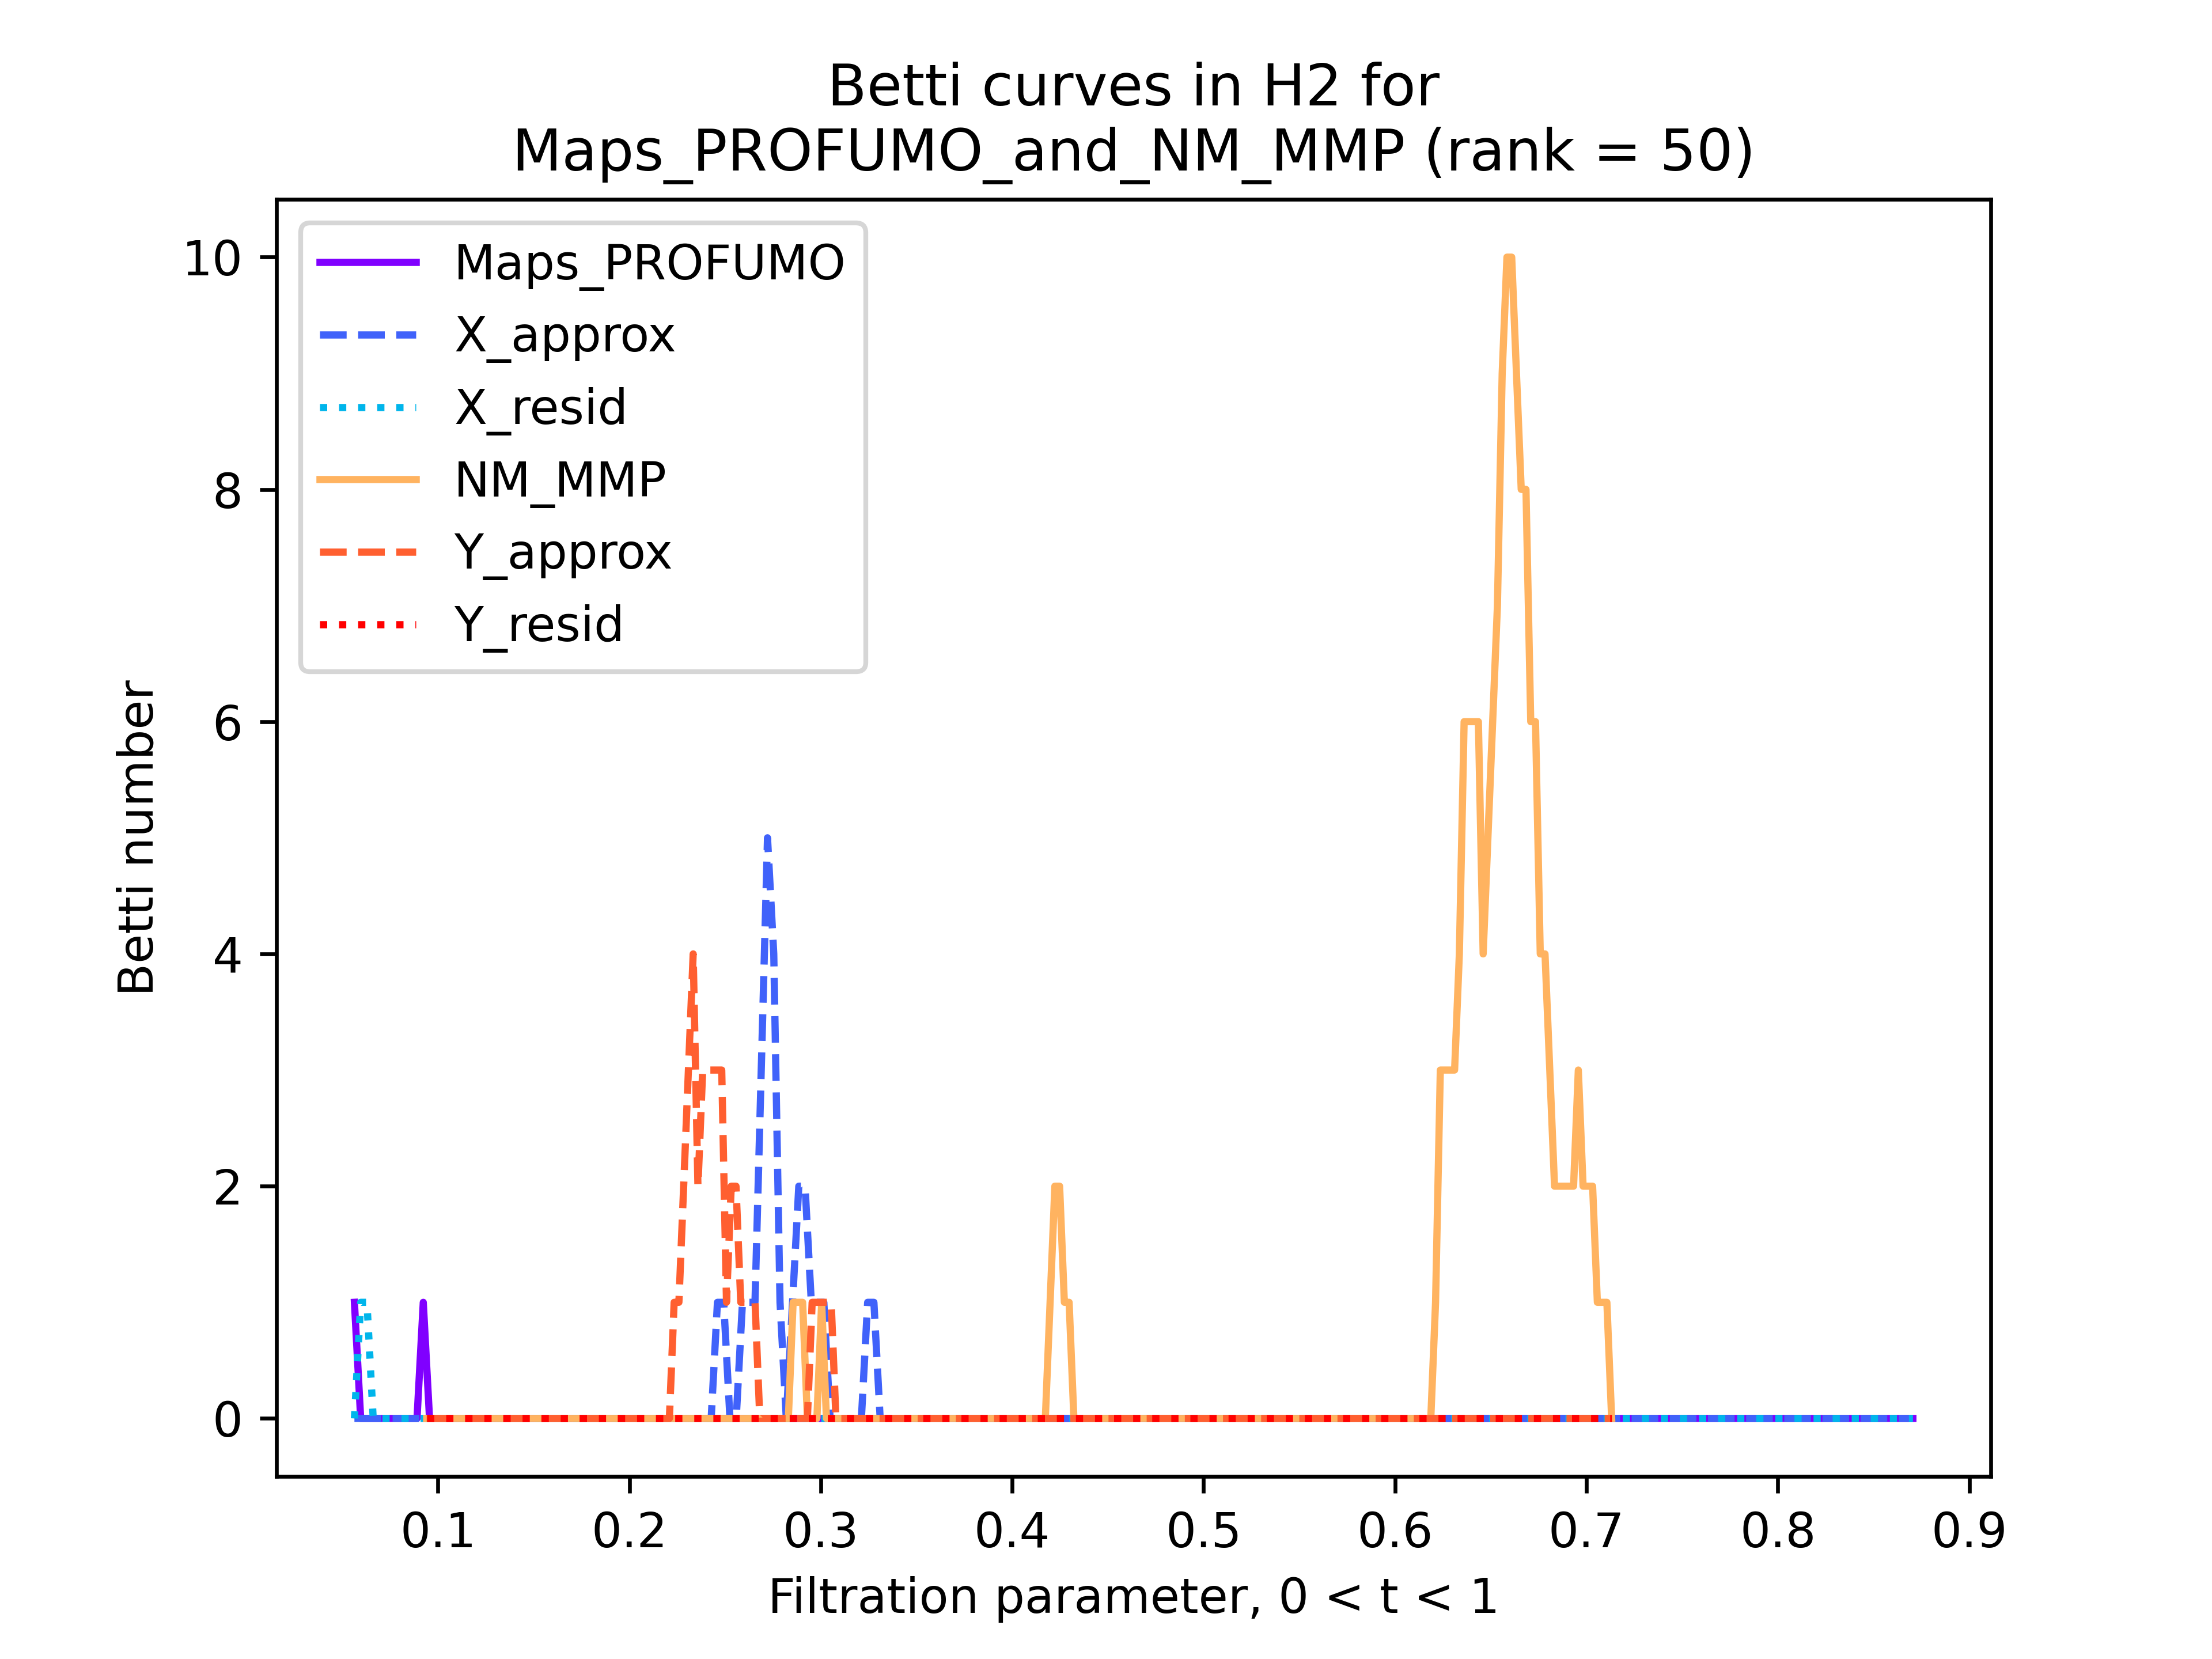 Betti curves in H2 for
Maps_PROFUMO_and_NM_MMP (rank = 50)
Maps_PROFUMO
X_approx
X_resid
NM_MMP
Y_approx
Y_resid
Betti number
10
8
6
4
2
0
0.1 0.2 0.3 0.4 0.5 0.6 0.7 0.8 0.9
Filtration parameter, 0 < t < 1